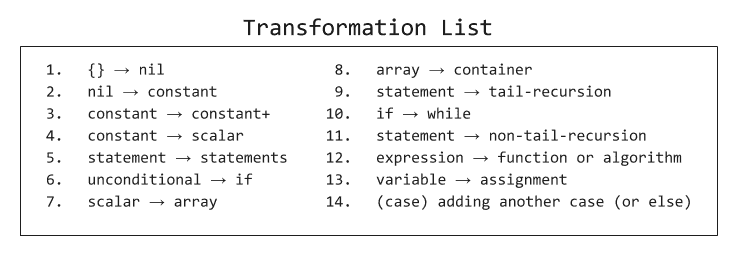 Transformation List
1. {} → nil
2. nil → constant
3. constant → constant+
4. constant → scalar
5. statement → statements
6. unconditional → if
7. scalar → array
8. array → container
9. statement → tail-recursion
10. if → while
11. statement → non-tail-recursion
12. expression → function or algorithm
13. variable → assignment
14. (case) adding another case (or else)